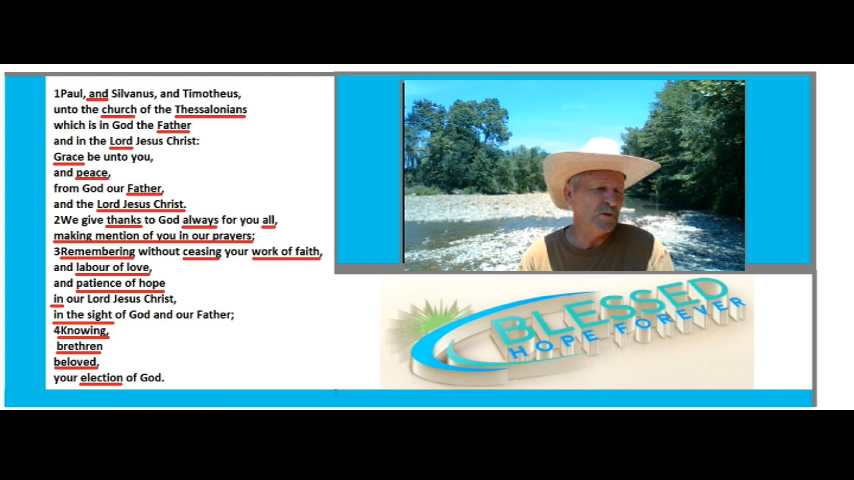 1Paul, and Silvanus, and Timotheus,
unto the church of the Thessalonians
which is in God the Father
and in the Lord Jesus Christ:
Grace be unto you,
and peace,
from God our Father,
and the Lord Jesus Christ.
2We give thanks to God always for you all,
making mention of you in our prayers;
3Remembering without ceasing your work of faith,
and labour of love,
and patience of hope
in our Lord Jesus Christ,
in the sight of God and our Father;
4Knowing,
brethren
beloved,
your election of God.
BLESSED
HOPE FOREVER